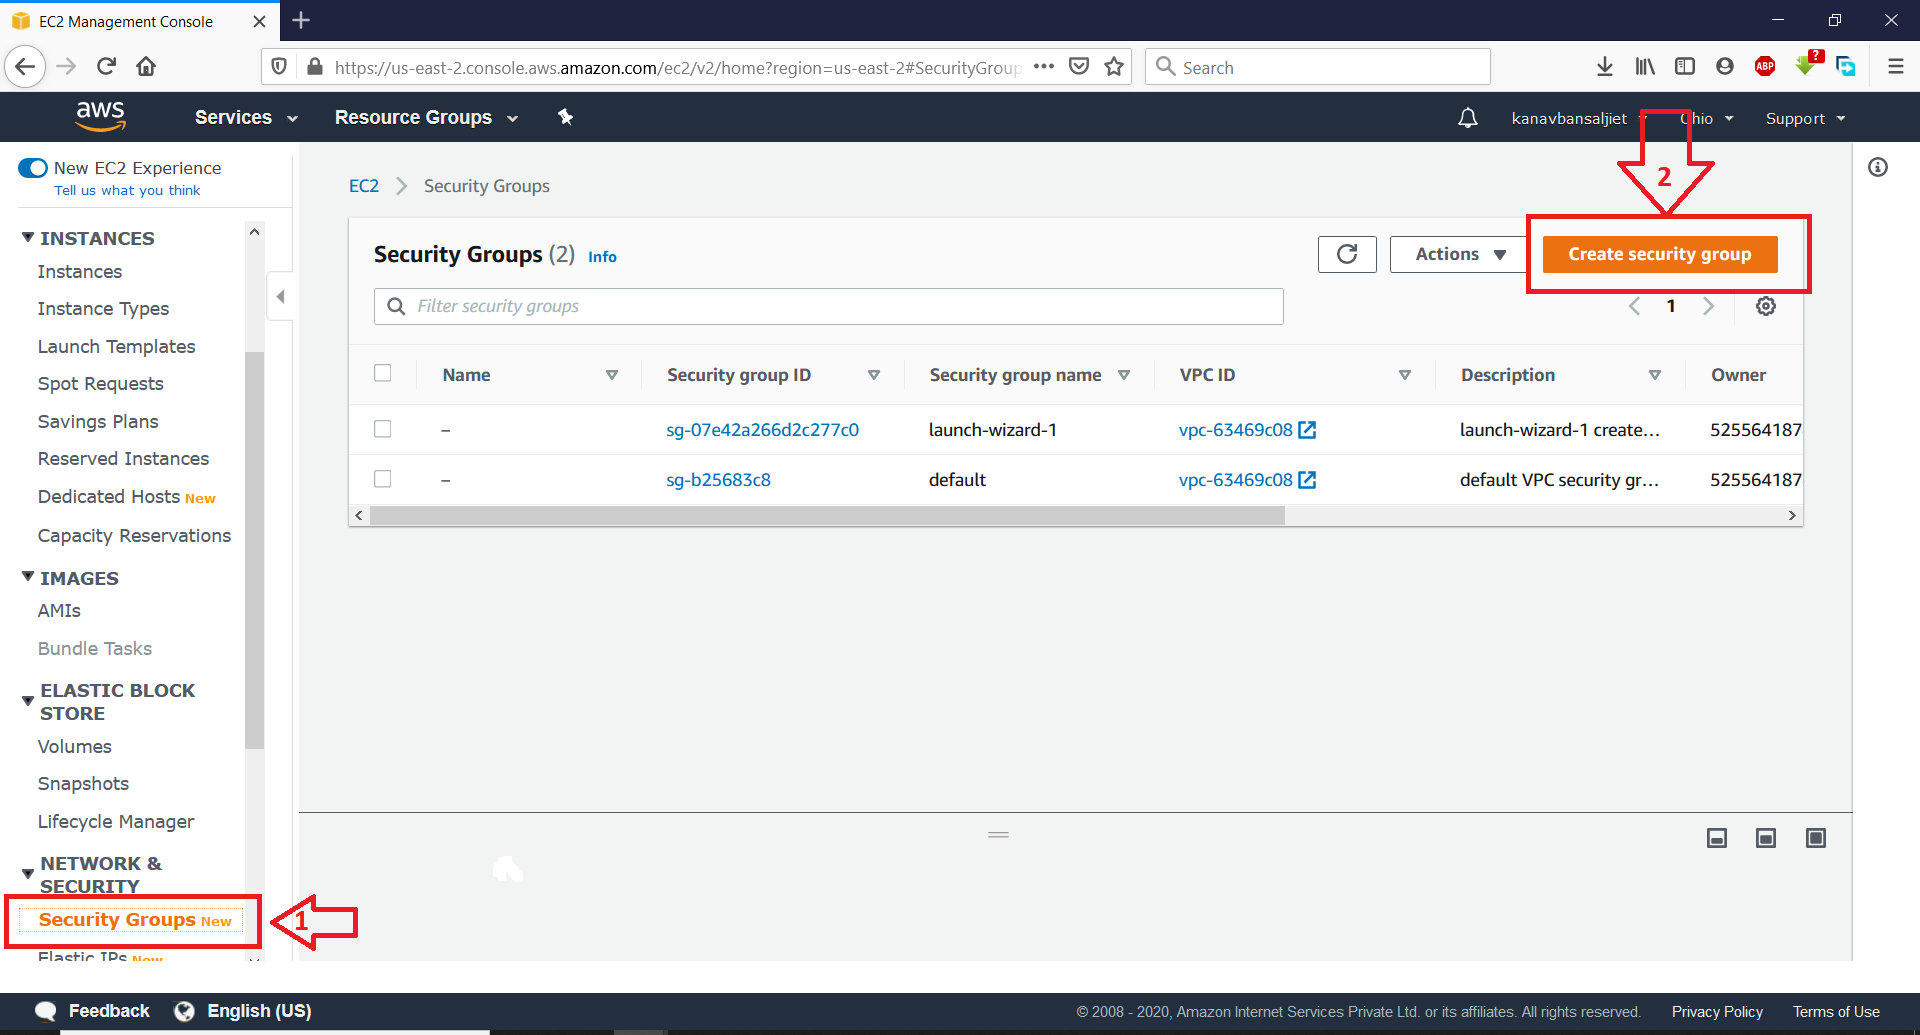 EC2 Management Console
https://us-east-2.console.aws.amazon.com/ec2/v2/home?region=us-east-2#SecurityGroup
Search
ABP
?
aws
Services
Resource Groups
kanavbansaljiet
Ohio
Support
New EC2 Experience
Tell us what you think
INSTANCES
Instances
Instance Types
Launch Templates
Spot Requests
Savings Plans
Reserved Instances
Dedicated Hosts New
Capacity Reservations
IMAGES
AMIs
Bundle Tasks
ELASTIC BLOCK
STORE
Volumes
Snapshots
Lifecycle Manager
NETWORK &
SECURITY
Security Groups New
Elastic IPs New
1
EC2 > Security Groups
2
Security Groups (2) Info
Actions
Create security group
Filter security groups
1
Name Security group ID Security group name VPC ID Description Owner
– sg-07e42a266d2c277c0 launch-wizard-1 vpc-63469c08 launch-wizard-1 create... 525564187
– sg-b25683c8 default vpc-63469c08 default VPC security gr... 525564187
Feedback
English (US)
© 2008 - 2020, Amazon Internet Services Private Ltd. or its affiliates. All rights reserved.
Privacy Policy
Terms of Use